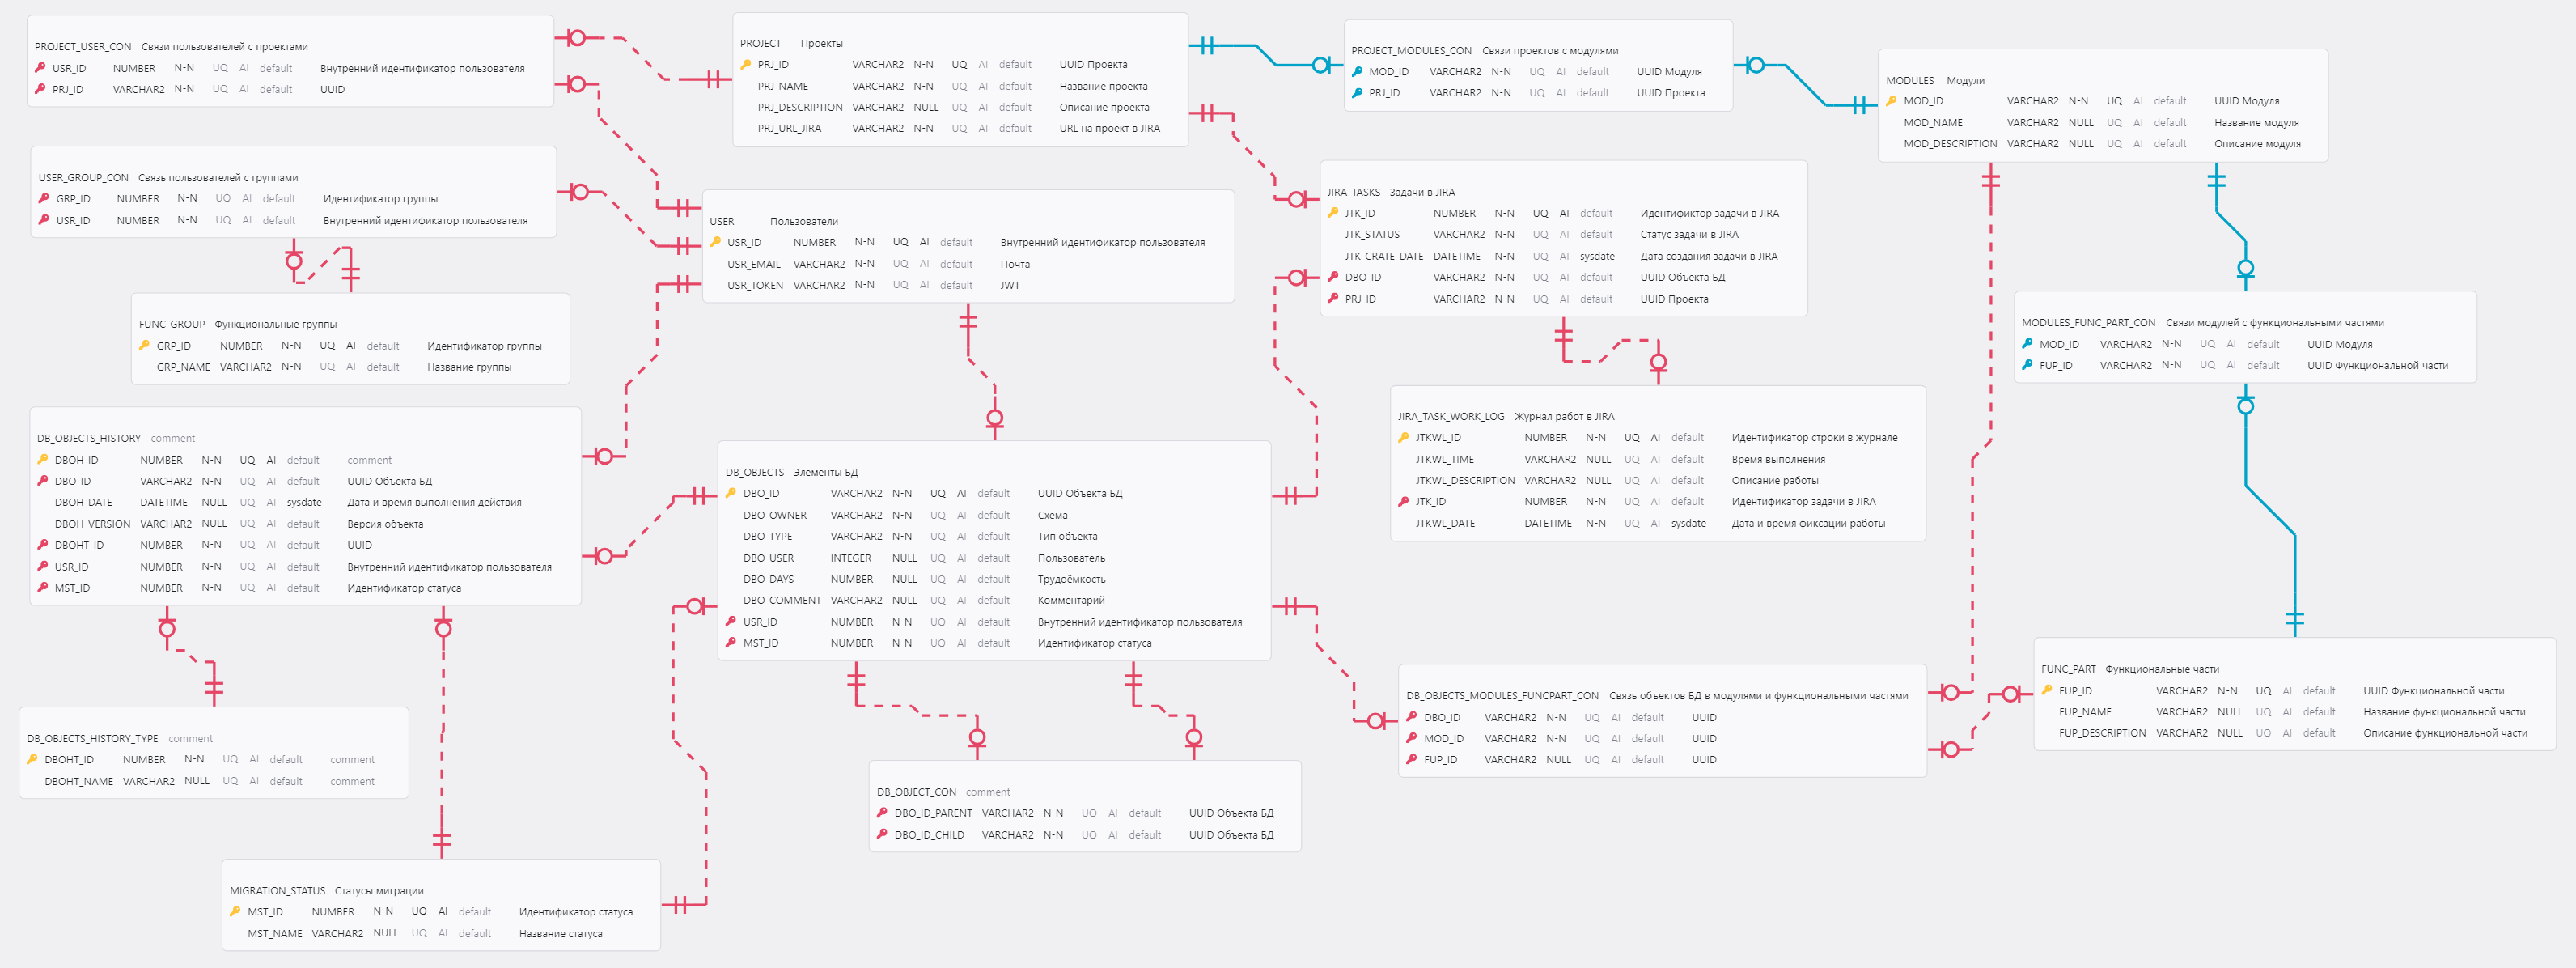 PROJECT_USER_CON Связи пользователей с проектами
USR_ID NUMBER N-N UQ AI default Внутренний идентификатор пользователя
PRJ_ID VARCHAR2 N-N UQ AI default UUID
PROJECT Проекты
PRJ_ID VARCHAR2 N-N UQ AI default UUID Проекта
PRJ_NAME VARCHAR2 N-N UQ AI default Название проекта
PRJ_DESCRIPTION VARCHAR2 NULL UQ AI default Описание проекта
PRJ_URL_JIRA VARCHAR2 N-N UQ AI default URL на проект в JIRA
PROJECT_MODULES_CON Связи проектов с модулями
MOD_ID VARCHAR2 N-N UQ AI default UUID Модуля
PRJ_ID VARCHAR2 N-N UQ AI default UUID Проекта
MODULES Модули
MOD_ID VARCHAR2 N-N UQ AI default UUID Модуля
MOD_NAME VARCHAR2 NULL UQ AI default Название модуля
MOD_DESCRIPTION VARCHAR2 NULL UQ AI default Описание модуля
USER_GROUP_CON Связь пользователей с группами
GRP_ID NUMBER N-N UQ AI default Идентификатор группы
USR_ID NUMBER N-N UQ AI default Внутренний идентификатор пользователя
USER Пользователи
USR_ID NUMBER N-N UQ AI default Внутренний идентификатор пользователя
USR_EMAIL VARCHAR2 N-N UQ AI default Почта
USR_TOKEN VARCHAR2 N-N UQ AI default JWT
JIRA_TASKS Задачи в JIRA
JTK_ID NUMBER N-N UQ AI default Идентификтор задачи в JIRA
JTK_STATUS VARCHAR2 N-N UQ AI default Статус задачи в JIRA
JTK_CRATE_DATE DATETIME N-N UQ AI sysdate Дата создания задачи в JIRA
DBO_ID VARCHAR2 N-N UQ AI default UUID Объекта БД
PRJ_ID VARCHAR2 N-N UQ AI default UUID Проекта
FUNC_GROUP Функциональные группы
GRP_ID NUMBER N-N UQ AI default Идентификатор группы
GRP_NAME VARCHAR2 N-N UQ AI default Название группы
MODULES_FUNC_PART_CON Связи модулей с функциональными частями
MOD_ID VARCHAR2 N-N UQ AI default UUID Модуля
FUP_ID VARCHAR2 N-N UQ AI default UUID Функциональной части
JIRA_TASK_WORK_LOG Журнал работ в JIRA
JTKWL_ID NUMBER N-N UQ AI default Идентификатор строки в журнале
JTKWL_TIME VARCHAR2 NULL UQ AI default Время выполнения
JTKWL_DESCRIPTION VARCHAR2 NULL UQ AI default Описание работы
JTK_ID NUMBER N-N UQ AI default Идентификатор задачи в JIRA
JTKWL_DATE DATETIME N-N UQ AI sysdate Дата и время фиксации работы
DB_OBJECTS_HISTORY comment
DBOH_ID NUMBER N-N UQ AI default comment
DBO_ID VARCHAR2 N-N UQ AI default UUID Объекта БД
DBOH_DATE DATETIME NULL UQ AI sysdate Дата и время выполнения действия
DBOH_VERSION VARCHAR2 NULL UQ AI default Версия объекта
DBOHT_ID NUMBER N-N UQ AI default UUID
USR_ID NUMBER N-N UQ AI default Внутренний идентификатор пользователя
MST_ID NUMBER N-N UQ AI default Идентификатор статуса
DB_OBJECTS Элементы БД
DBO_ID VARCHAR2 N-N UQ AI default UUID Объекта БД
DBO_OWNER VARCHAR2 N-N UQ AI default Схема
DBO_TYPE VARCHAR2 N-N UQ AI default Тип объекта
DBO_USER INTEGER NULL UQ AI default Пользователь
DBO_DAYS NUMBER NULL UQ AI default Трудоёмкость
DBO_COMMENT VARCHAR2 NULL UQ AI default Комментарий
USR_ID NUMBER N-N UQ AI default Внутренний идентификатор пользователя
MST_ID NUMBER N-N UQ AI default Идентификатор статуса
DB_OBJECTS_MODULES_FUNCPART_CON Связь объектов БД в модулями и функциональными частями
DBO_ID VARCHAR2 N-N UQ AI default UUID
MOD_ID VARCHAR2 N-N UQ AI default UUID
FUP_ID VARCHAR2 NULL UQ AI default UUID
FUNC_PART Функциональные части
FUP_ID VARCHAR2 N-N UQ AI default UUID Функциональной части
FUP_NAME VARCHAR2 NULL UQ AI default Название функциональной части
FUP_DESCRIPTION VARCHAR2 NULL UQ AI default Описание функциональной части
DB_OBJECTS_HISTORY_TYPE comment
DBOHT_ID NUMBER N-N UQ AI default comment
DBOHT_NAME VARCHAR2 NULL UQ AI default comment
DB_OBJECT_CON comment
DBO_ID_PARENT VARCHAR2 N-N UQ AI default UUID Объекта БД
DBO_ID_CHILD VARCHAR2 N-N UQ AI default UUID Объекта БД
MIGRATION_STATUS Статусы миграции
MST_ID NUMBER N-N UQ AI default Идентификатор статуса
MST_NAME VARCHAR2 NULL UQ AI default Название статуса